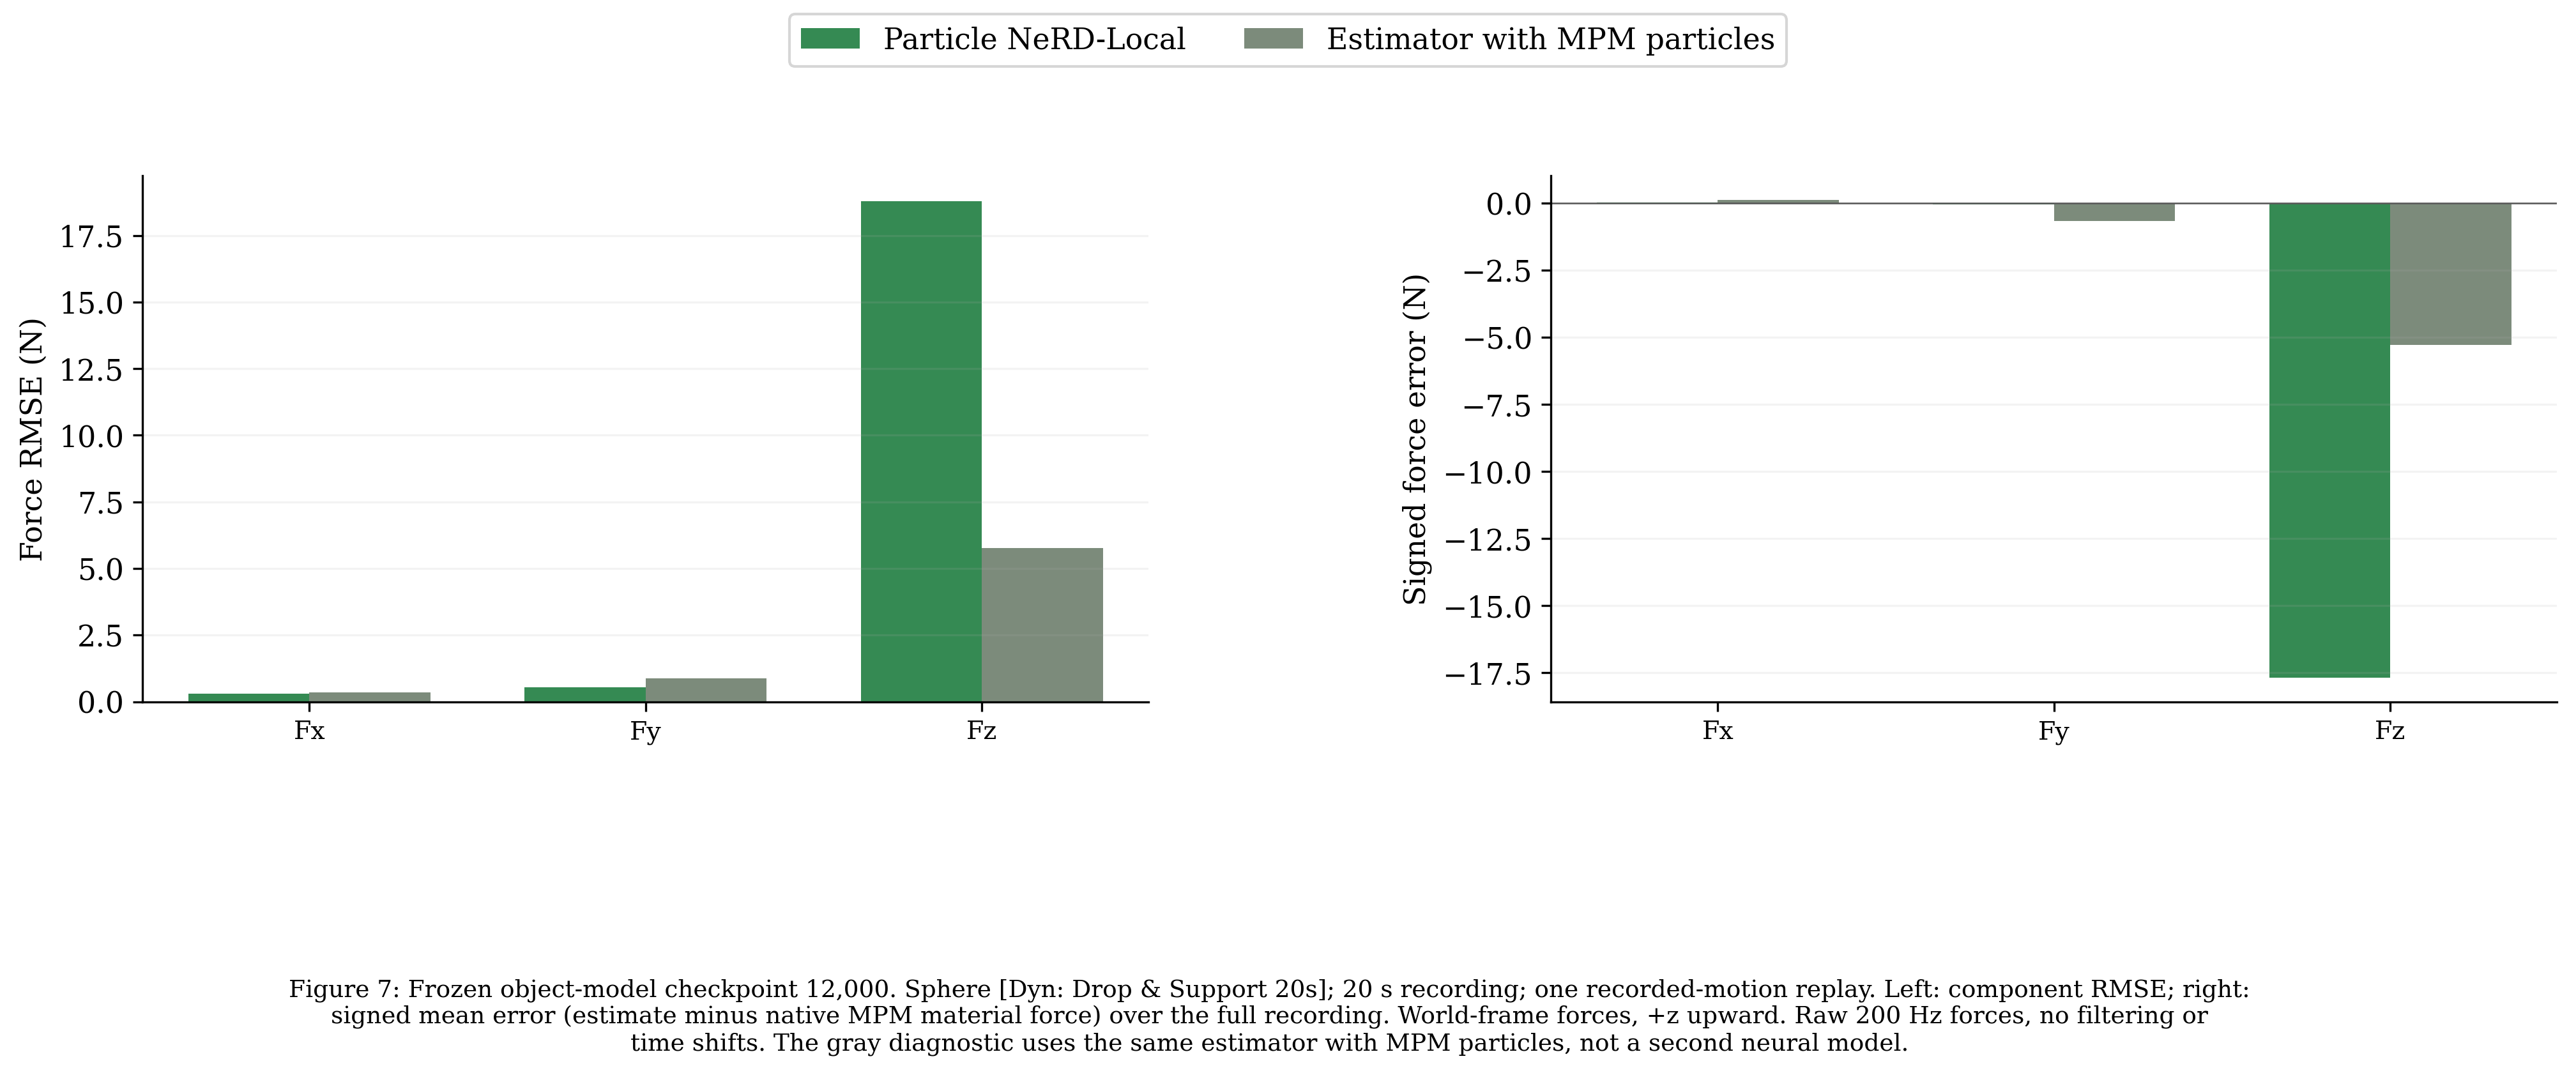 Particle NeRD-Local
Estimator with MPM particles
Force RMSE (N)
17.5
15.0
12.5
10.0
7.5
5.0
2.5
0.0
Fx
Fy
Fz
Signed force error (N)
0.0
−2.5
−5.0
−7.5
−10.0
−12.5
−15.0
−17.5
Fx
Fy
Fz
Figure 7: Frozen object-model checkpoint 12,000. Sphere [Dyn: Drop & Support 20s]; 20 s recording; one recorded-motion replay. Left: component RMSE; right:
signed mean error (estimate minus native MPM material force) over the full recording. World-frame forces, +z upward. Raw 200 Hz forces, no filtering or
time shifts. The gray diagnostic uses the same estimator with MPM particles, not a second neural model.